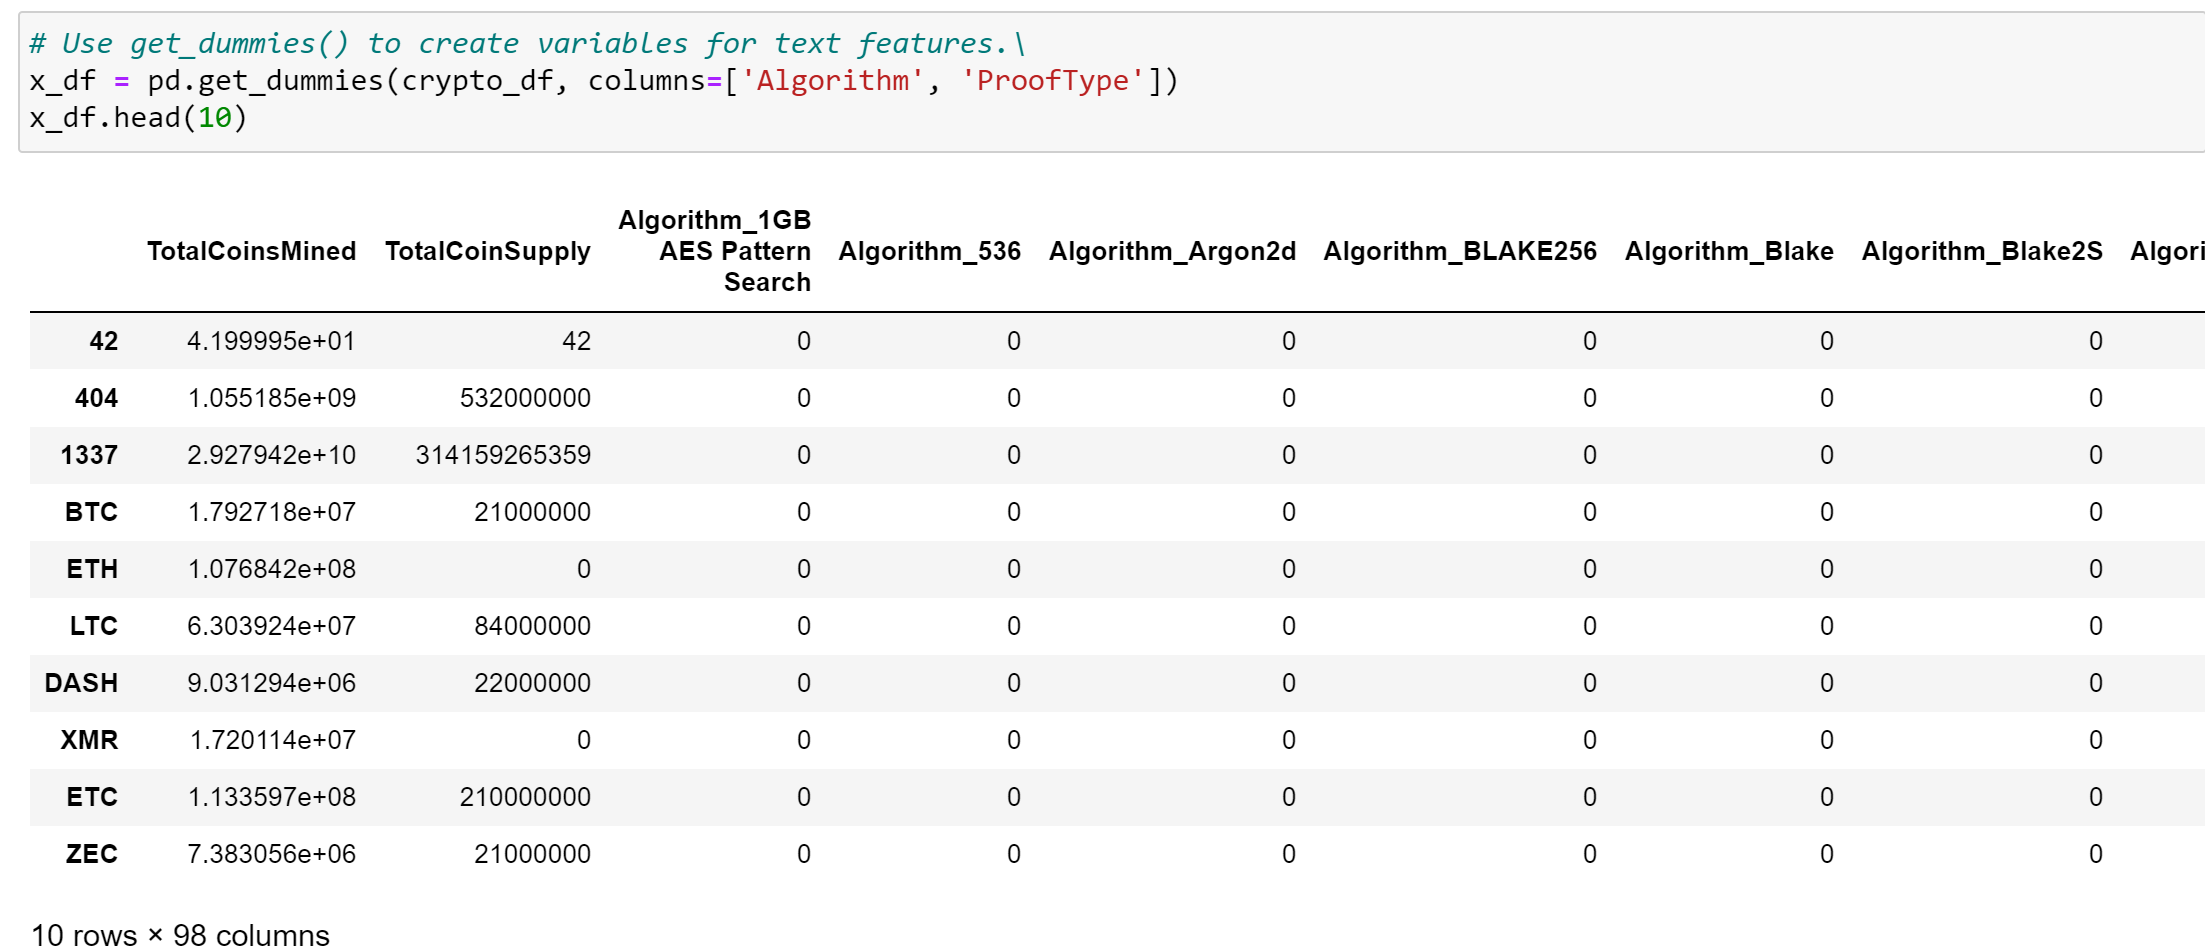 # Use get_dummies() to create variables for text features.\
x_df = pd.get_dummies(crypto_df, columns=['Algorithm', 'ProofType'])
x_df.head(10)
TotalCoinsMined TotalCoinSupply Algorithm_1GB AES Pattern Search Algorithm_536 Algorithm_Argon2d Algorithm_BLAKE256 Algorithm_Blake Algorithm_Blake2S Algori
42 4.199995e+01 42 0 0 0 0 0 0
404 1.055185e+09 532000000 0 0 0 0 0 0
1337 2.927942e+10 314159265359 0 0 0 0 0 0
BTC 1.792718e+07 21000000 0 0 0 0 0 0
ETH 1.076842e+08 0 0 0 0 0 0 0
LTC 6.303924e+07 84000000 0 0 0 0 0 0
DASH 9.031294e+06 22000000 0 0 0 0 0 0
XMR 1.720114e+07 0 0 0 0 0 0 0
ETC 1.133597e+08 210000000 0 0 0 0 0 0
ZEC 7.383056e+06 21000000 0 0 0 0 0 0
10 rows × 98 columns